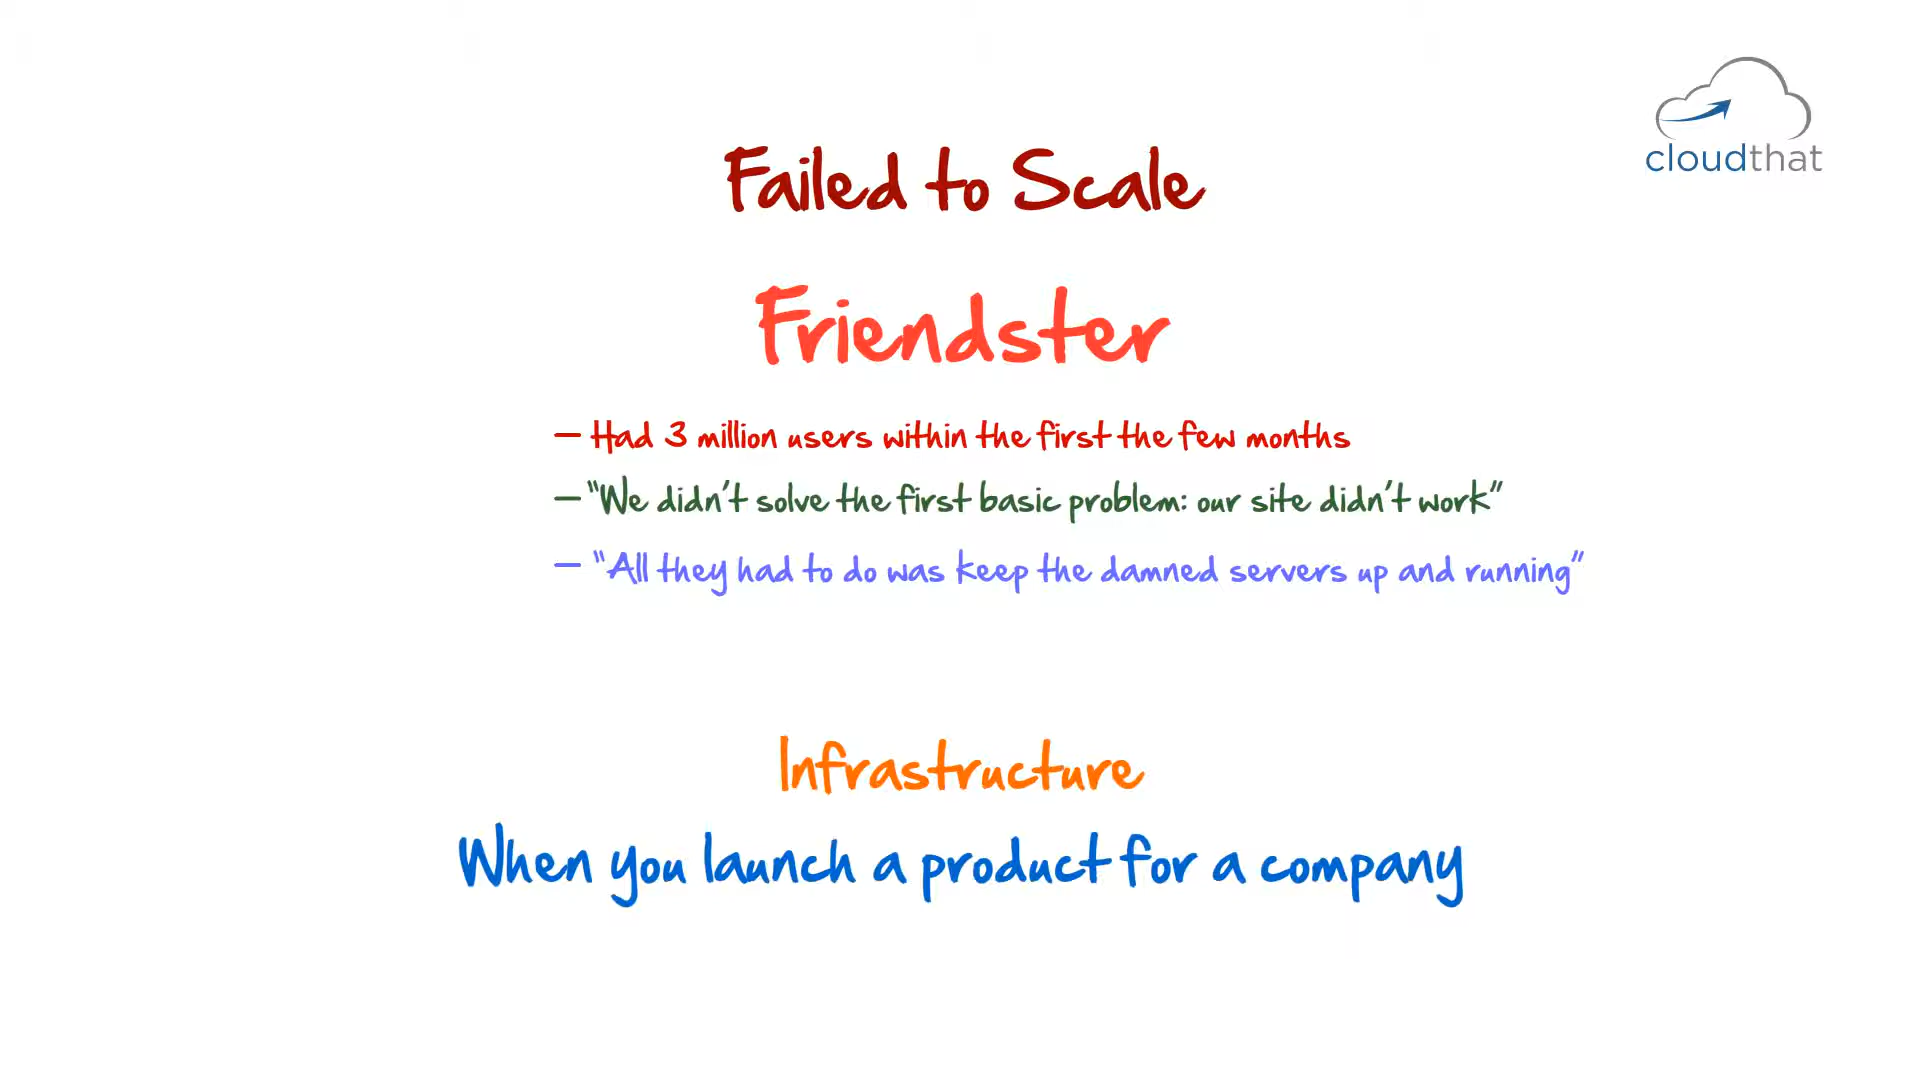 cloudthat
Failed to Scale
Friendster
– Had 3 million users within the first the few months
– "We didn't solve the first basic problem: our site didn't work"
– "All they had to do was keep the damned servers up and running"
Infrastructure
When you launch a product for a company